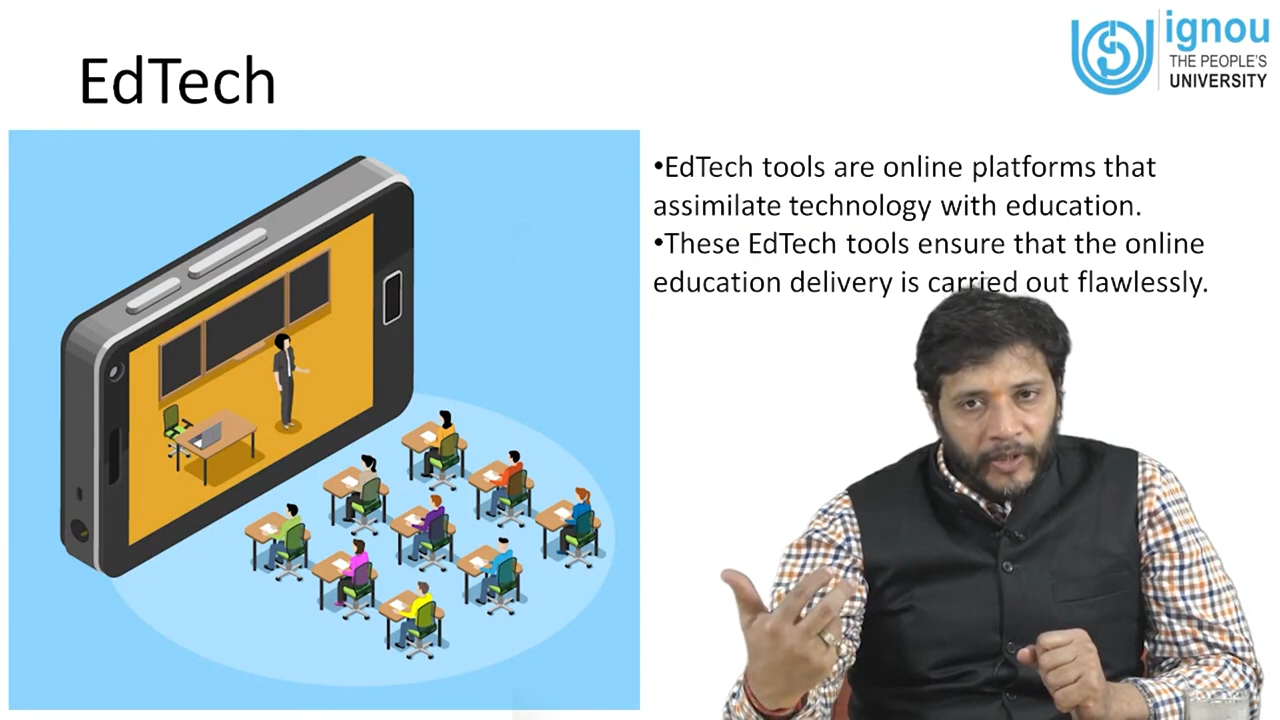 EdTech
ignou
THE PEOPLE'S
UNIVERSITY
•EdTech tools are online platforms that
assimilate technology with education.
•These EdTech tools ensure that the online
education delivery is carried out flawlessly.